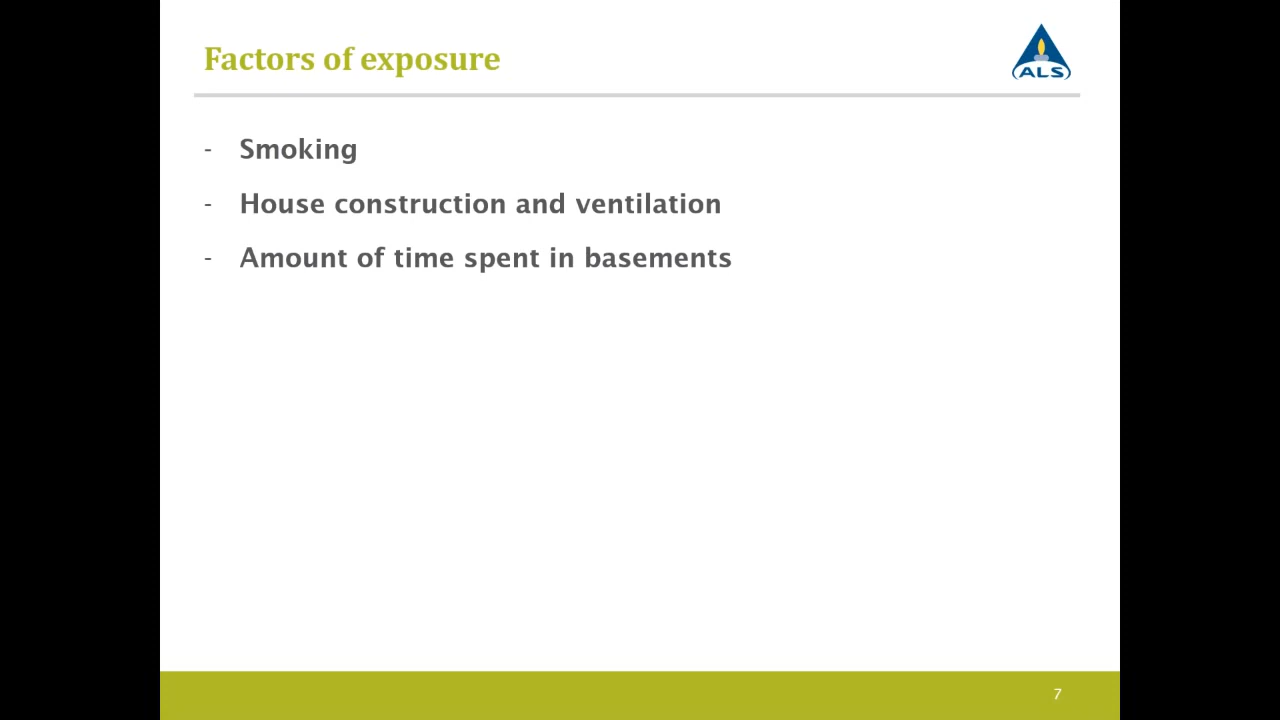 Factors of exposure
ALS
- Smoking
- House construction and ventilation
- Amount of time spent in basements
7